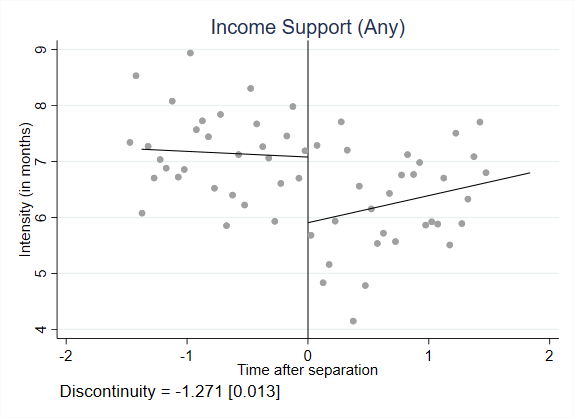 Income Support (Any)
Intensity (in months)
9
8
7
6
5
4
-2
-1
0
1
2
Time after separation
Discontinuity = -1.271 [0.013]